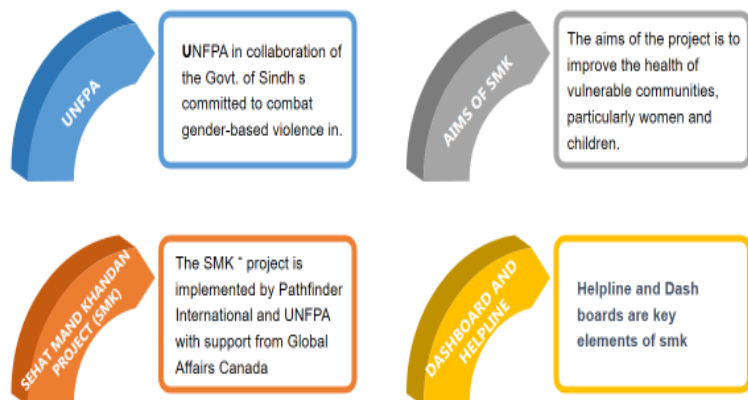 UNFPA
UNFPA in collaboration of
the Govt. of Sindh s
committed to combat
gender-based violence in.
AIMS OF SMK
The aims of the project is to
improve the health of
vulnerable communities,
particularly women and
children.
SEHAT MAND KHANDAN
PROJECT (SMK)
The SMK “ project is
implemented by Pathfinder
International and UNFPA
with support from Global
Affairs Canada
DASHBOARD AND
HELPLINE
Helpline and Dash
boards are key
elements of smk